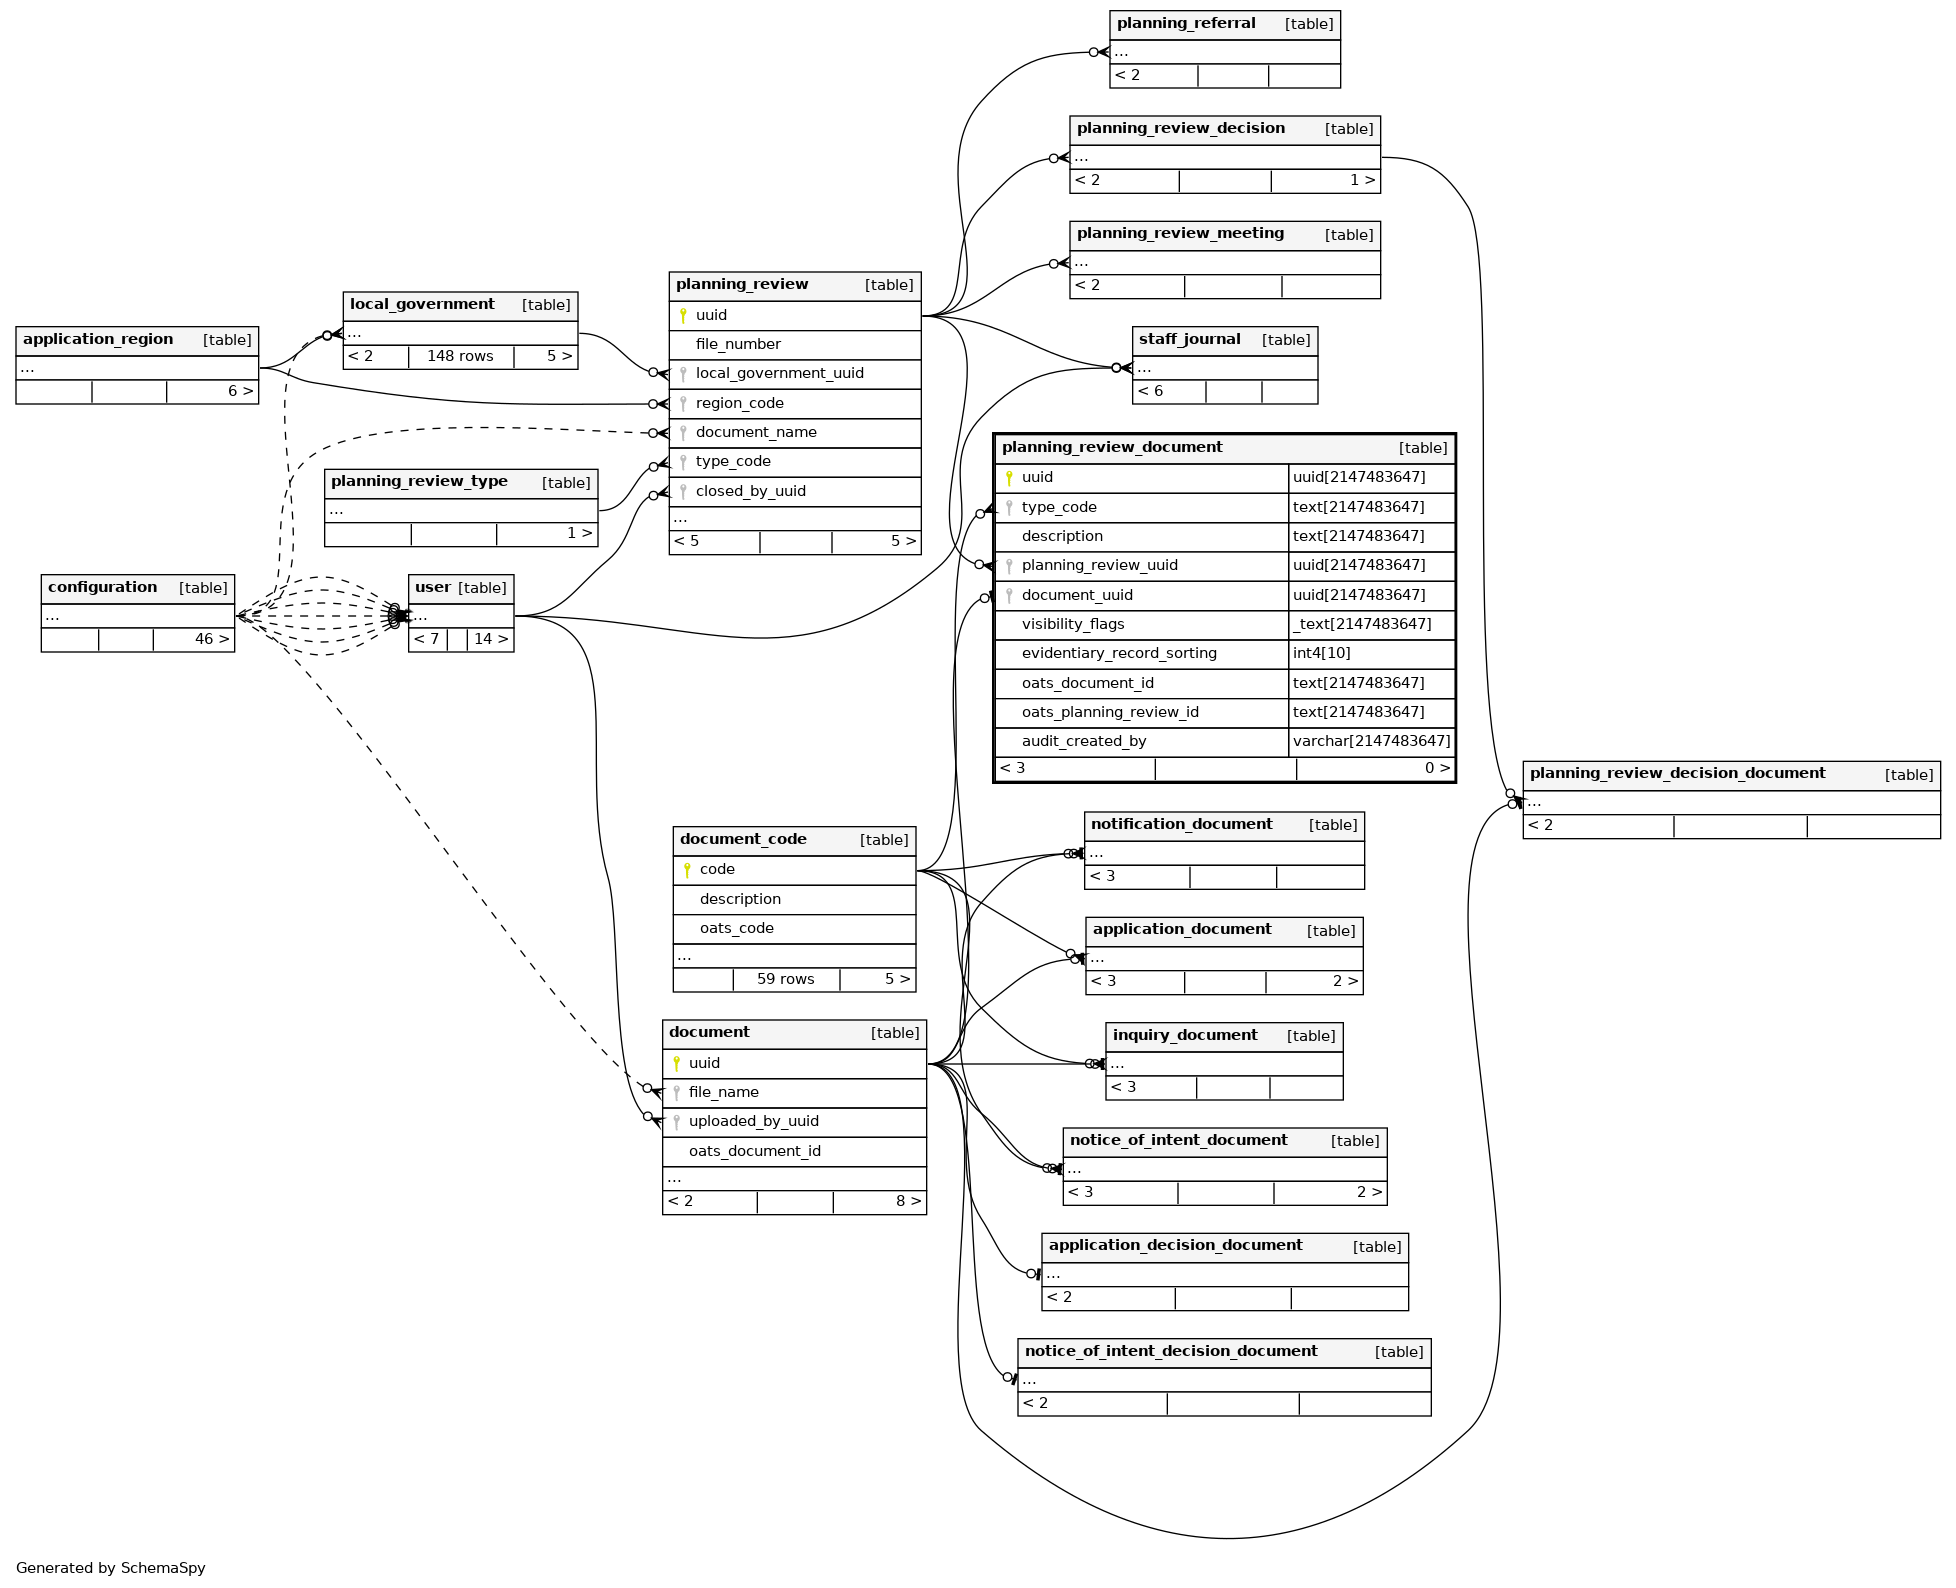 planning_referral [table]
...
< 2
planning_review_decision [table]
...
< 2 1 >
planning_review_meeting [table]
...
< 2
staff_journal [table]
...
< 6
planning_review [table]
uuid
file_number
local_government_uuid
region_code
document_name
type_code
closed_by_uuid
...
< 5 5 >
local_government [table]
...
< 2 148 rows 5 >
application_region [table]
...
6 >
planning_review_type [table]
...
1 >
configuration [table]
...
46 >
user [table]
...
< 7 14 >
planning_review_document [table]
uuid uuid[2147483647]
type_code text[2147483647]
description text[2147483647]
planning_review_uuid uuid[2147483647]
document_uuid uuid[2147483647]
visibility_flags _text[2147483647]
evidentiary_record_sorting int4[10]
oats_document_id text[2147483647]
oats_planning_review_id text[2147483647]
audit_created_by varchar[2147483647]
< 3 0 >
planning_review_decision_document [table]
...
< 2
document_code [table]
code
description
oats_code
...
59 rows 5 >
document [table]
uuid
file_name
uploaded_by_uuid
oats_document_id
...
< 2 8 >
notification_document [table]
...
< 3
application_document [table]
...
< 3 2 >
inquiry_document [table]
...
< 3
notice_of_intent_document [table]
...
< 3 2 >
application_decision_document [table]
...
< 2
notice_of_intent_decision_document [table]
...
< 2
Generated by SchemaSpy